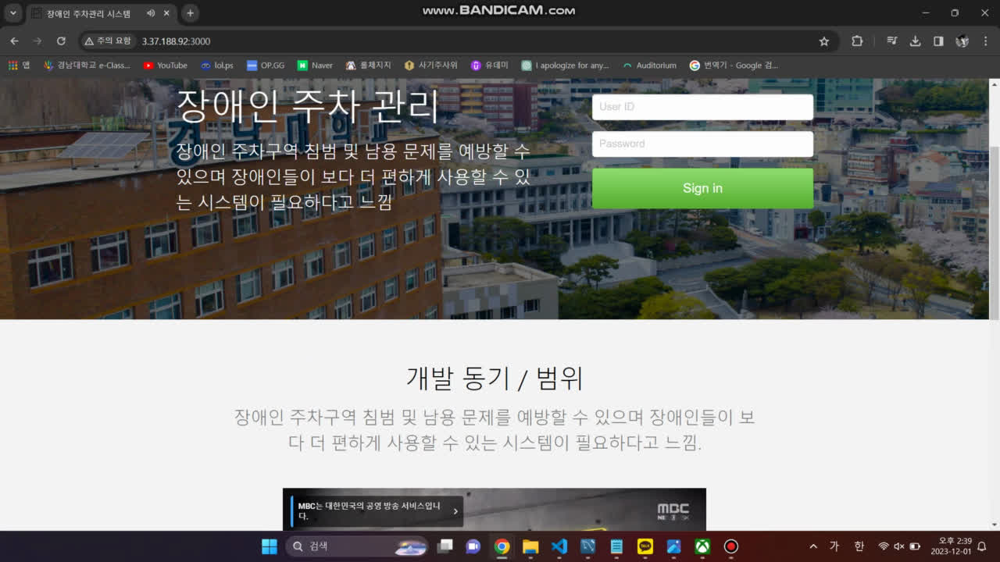 www.BANDICAM.com
장애인 주차관리 시스템
주의 요함
3.37.188.92:3000
앱
경남대학교 e-Class...
YouTube
lol.ps
OP.GG
Naver
롤체지지
사기주사위
유데미
I apologize for any...
Auditorium
번역기 - Google 검...
장애인 주차 관리
장애인 주차구역 침범 및 남용 문제를 예방할 수
있으며 장애인들이 보다 더 편하게 사용할 수 있
는 시스템이 필요하다고 느낌
User ID
Password
Sign in
개발 동기 / 범위
장애인 주차구역 침범 및 남용 문제를 예방할 수 있으며 장애인들이 보
다 더 편하게 사용할 수 있는 시스템이 필요하다고 느낌.
MBC는 대한민국의 공영 방송 서비스입니
다.
MBC
검색
TALK
가
한
오후 2:39
2023-12-01